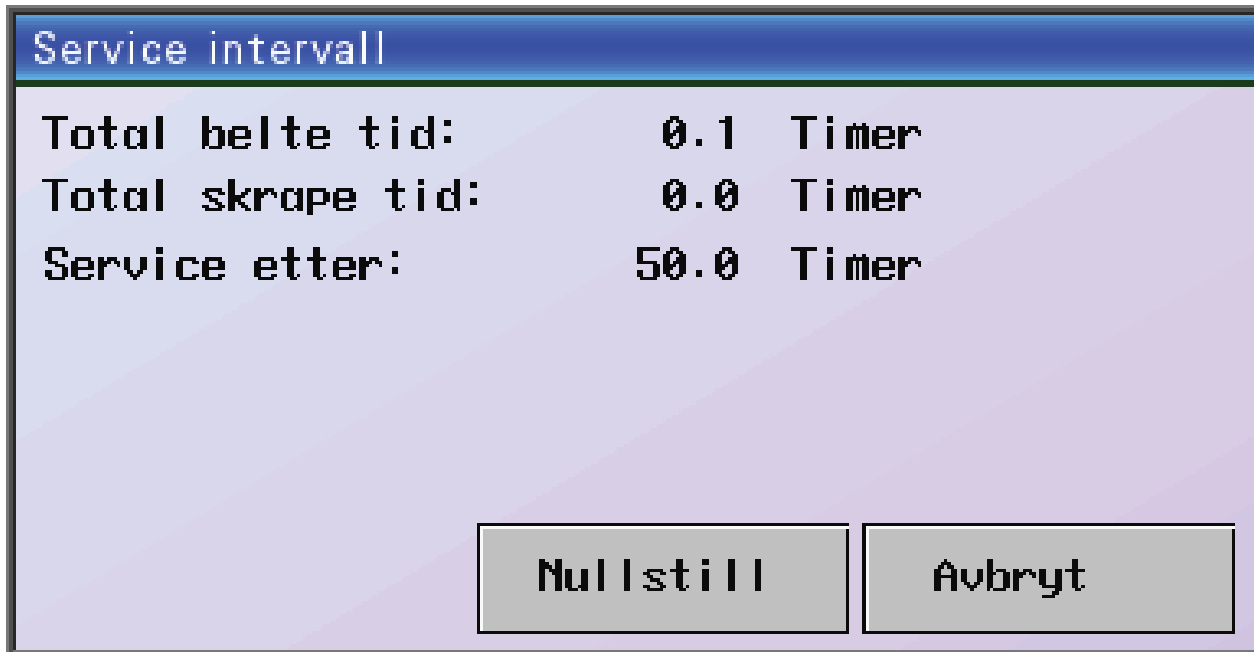 Service intervall
Total belte tid: 0.1 Timer
Total skrape tid: 0.0 Timer
Service etter: 50.0 Timer
Nullstill Avbryt